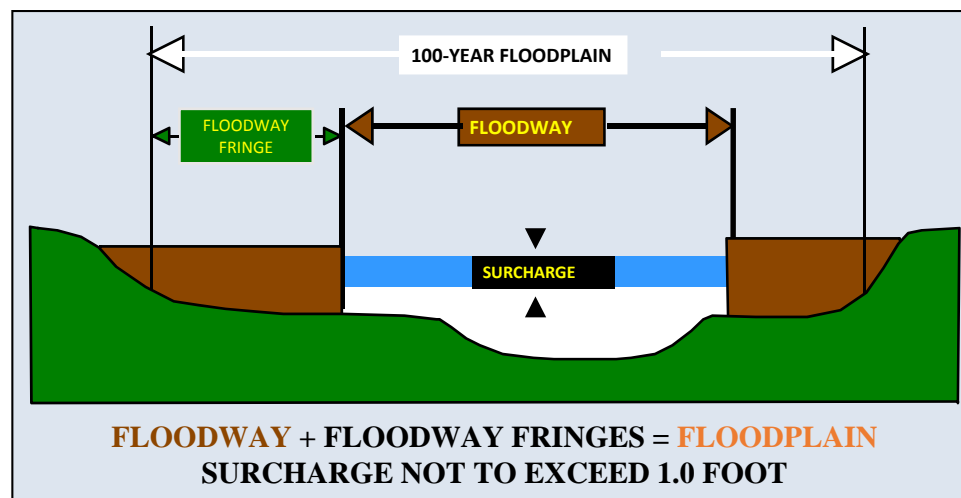 100-YEAR FLOODPLAIN
FLOODWAY
FRINGE
FLOODWAY
SURCHARGE
FLOODWAY + FLOODWAY FRINGES = FLOODPLAIN
SURCHARGE NOT TO EXCEED 1.0 FOOT